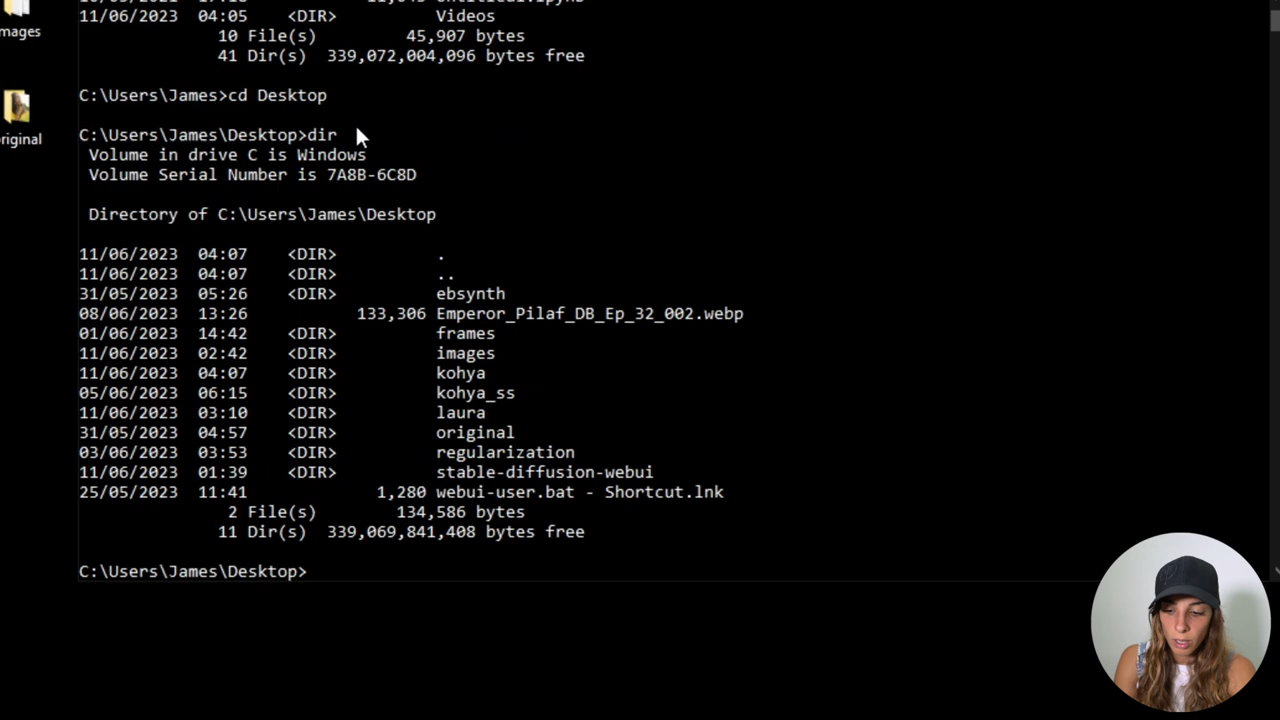 11/06/2023  04:05    <DIR>          Videos
10 File(s)         45,907 bytes
41 Dir(s)  339,072,004,096 bytes free
mages
C:\Users\James>cd Desktop
C:\Users\James\Desktop>dir
riginal
Volume in drive C is Windows
Volume Serial Number is 7A8B-6C8D
Directory of C:\Users\James\Desktop
11/06/2023  04:07    <DIR>          .
11/06/2023  04:07    <DIR>          ..
31/05/2023  05:26    <DIR>          ebsynth
08/06/2023  13:26           133,306 Emperor_Pilaf_DB_Ep_32_002.webp
01/06/2023  14:42    <DIR>          frames
11/06/2023  02:42    <DIR>          images
11/06/2023  04:07    <DIR>          kohya
05/06/2023  06:15    <DIR>          kohya_ss
11/06/2023  03:10    <DIR>          laura
31/05/2023  04:57    <DIR>          original
03/06/2023  03:53    <DIR>          regularization
11/06/2023  01:39    <DIR>          stable-diffusion-webui
25/05/2023  11:41             1,280 webui-user.bat - Shortcut.lnk
2 File(s)        134,586 bytes
11 Dir(s)  339,069,841,408 bytes free
C:\Users\James\Desktop>